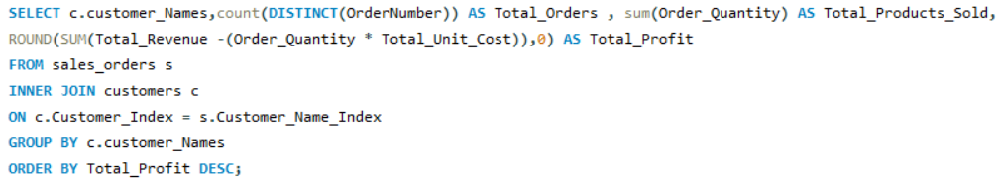 SELECT c.customer_Names,count(DISTINCT(OrderNumber)) AS Total_Orders , sum(Order_Quantity) AS Total_Products_Sold,
ROUND(SUM(Total_Revenue -(Order_Quantity * Total_Unit_Cost)),0) AS Total_Profit
FROM sales_orders s
INNER JOIN customers c
ON c.Customer_Index = s.Customer_Name_Index
GROUP BY c.customer_Names
ORDER BY Total_Profit DESC;